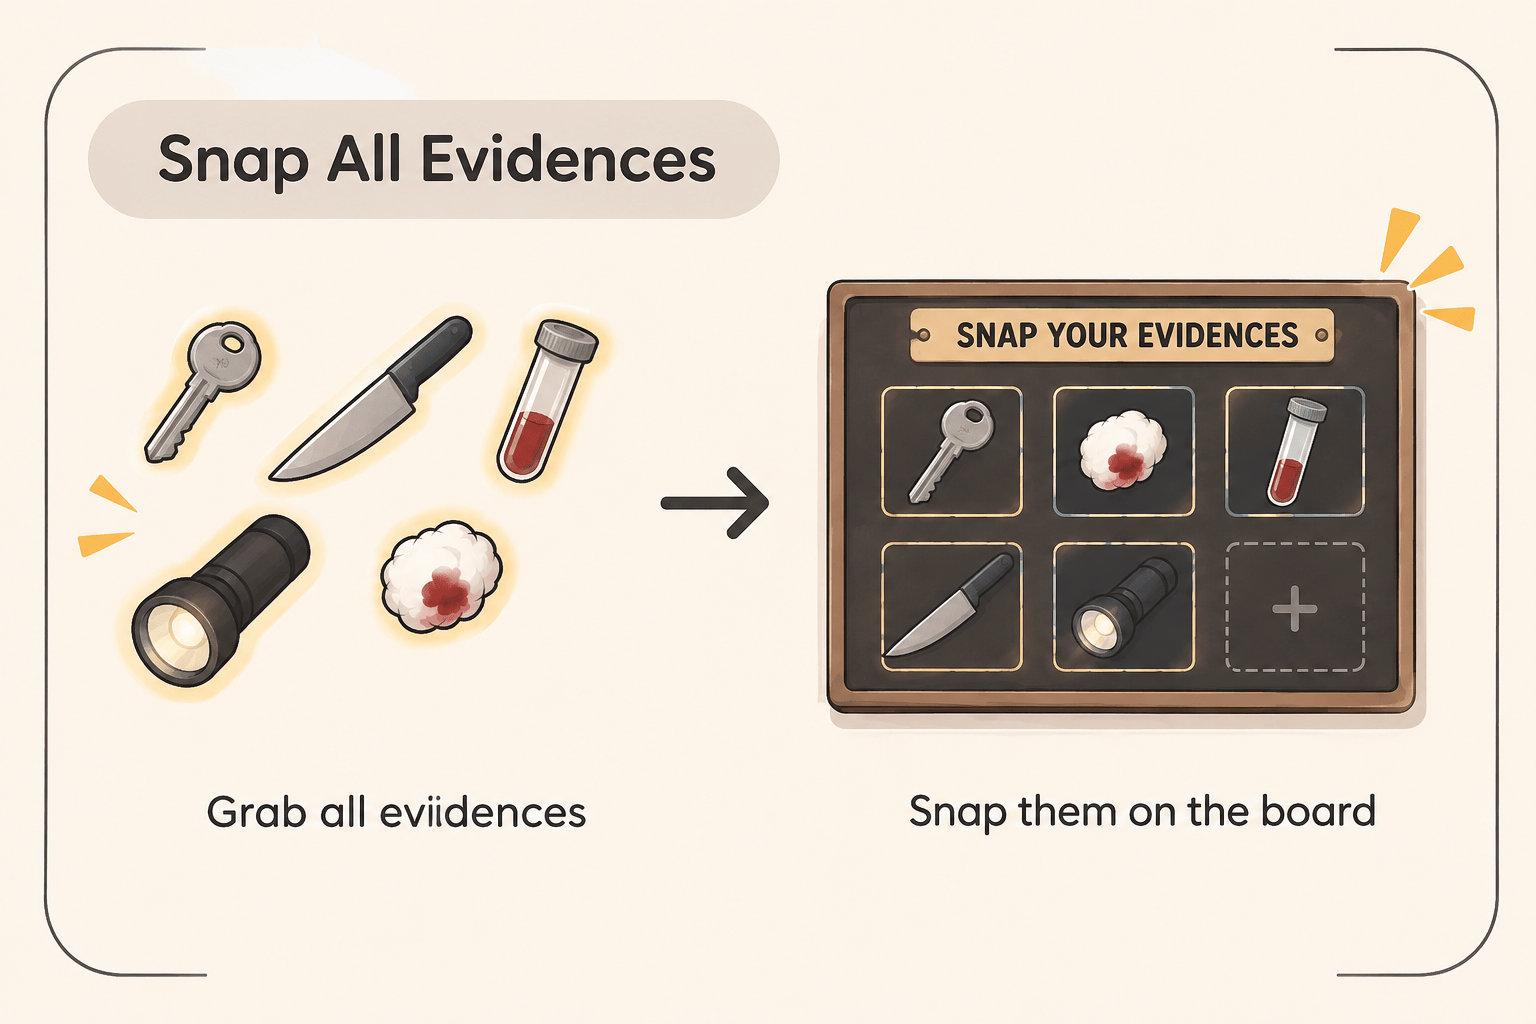 Snap All Evidences
SNAP YOUR EVIDENCES
Grab all eviidences
Snap them on the board